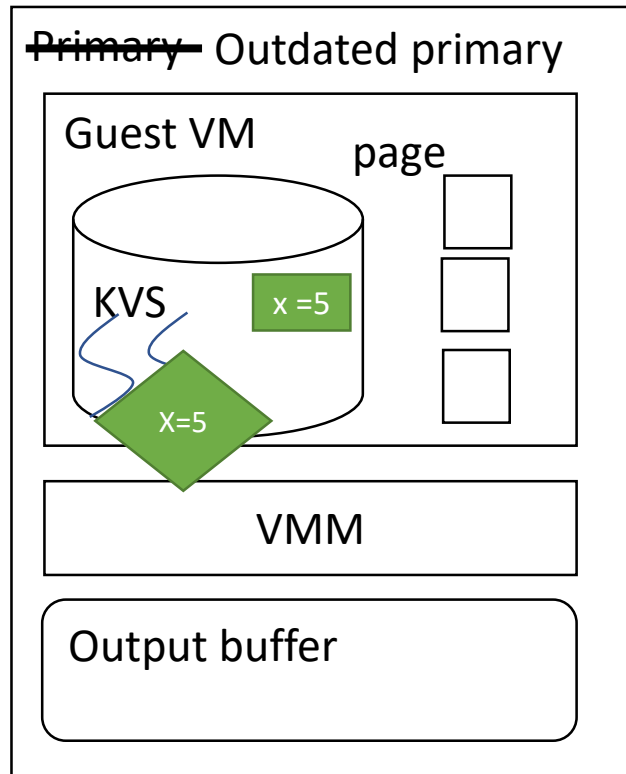 Primary Outdated primary
Guest VM
page
KVS
x =5
X=5
VMM
Output buffer